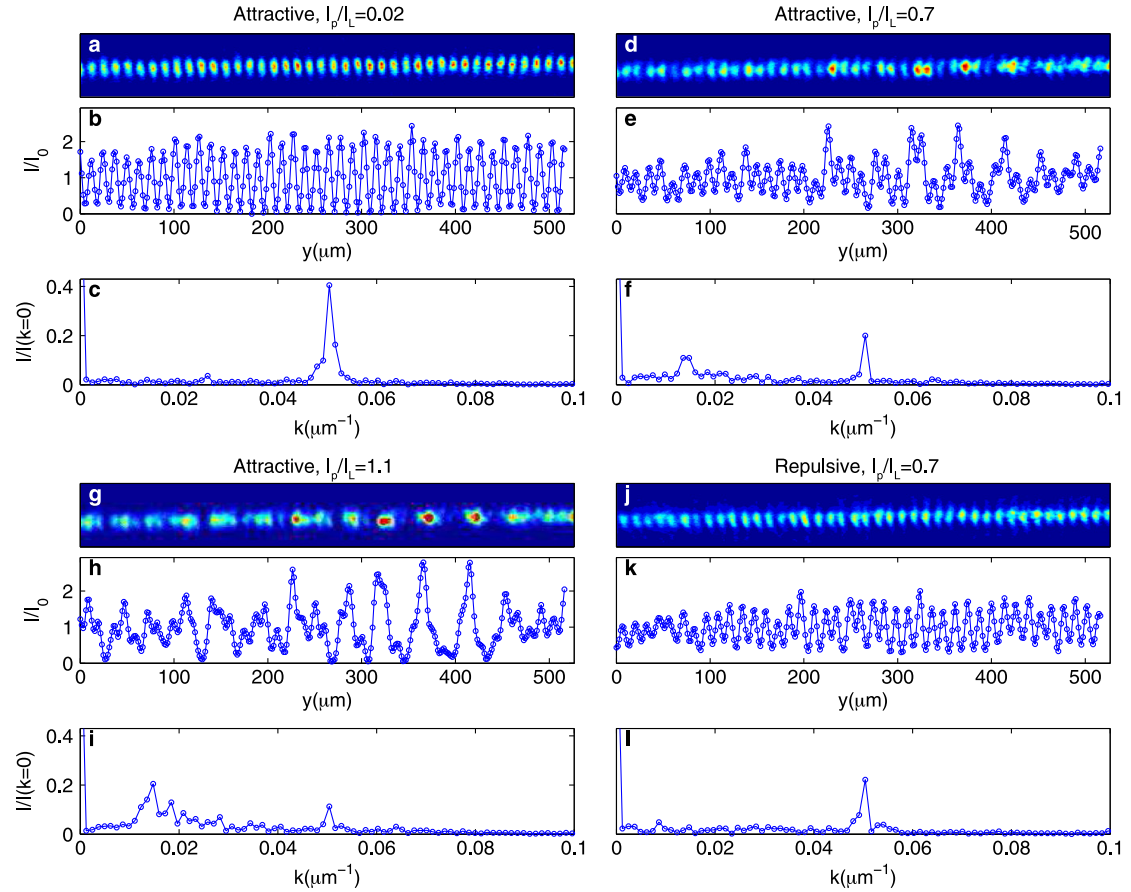 Attractive, I_p/I_L=0.02
a
b
I/I_0
2
1
0
0 100 200 300 400 500
y(μm)
c
I/I(k=0)
0.4
0.2
0
0 0.02 0.04 0.06 0.08 0.1
k(μm⁻¹)
Attractive, I_p/I_L=0.7
d
e
0 100 200 300 400 500
y(μm)
f
0 0.02 0.04 0.06 0.08 0.1
k(μm⁻¹)
Attractive, I_p/I_L=1.1
g
h
I/I_0
2
1
0
0 100 200 300 400 500
y(μm)
i
I/I(k=0)
0.4
0.2
0
0 0.02 0.04 0.06 0.08 0.1
k(μm⁻¹)
Repulsive, I_p/I_L=0.7
j
k
0 100 200 300 400 500
y(μm)
l
0 0.02 0.04 0.06 0.08 0.1
k(μm⁻¹)